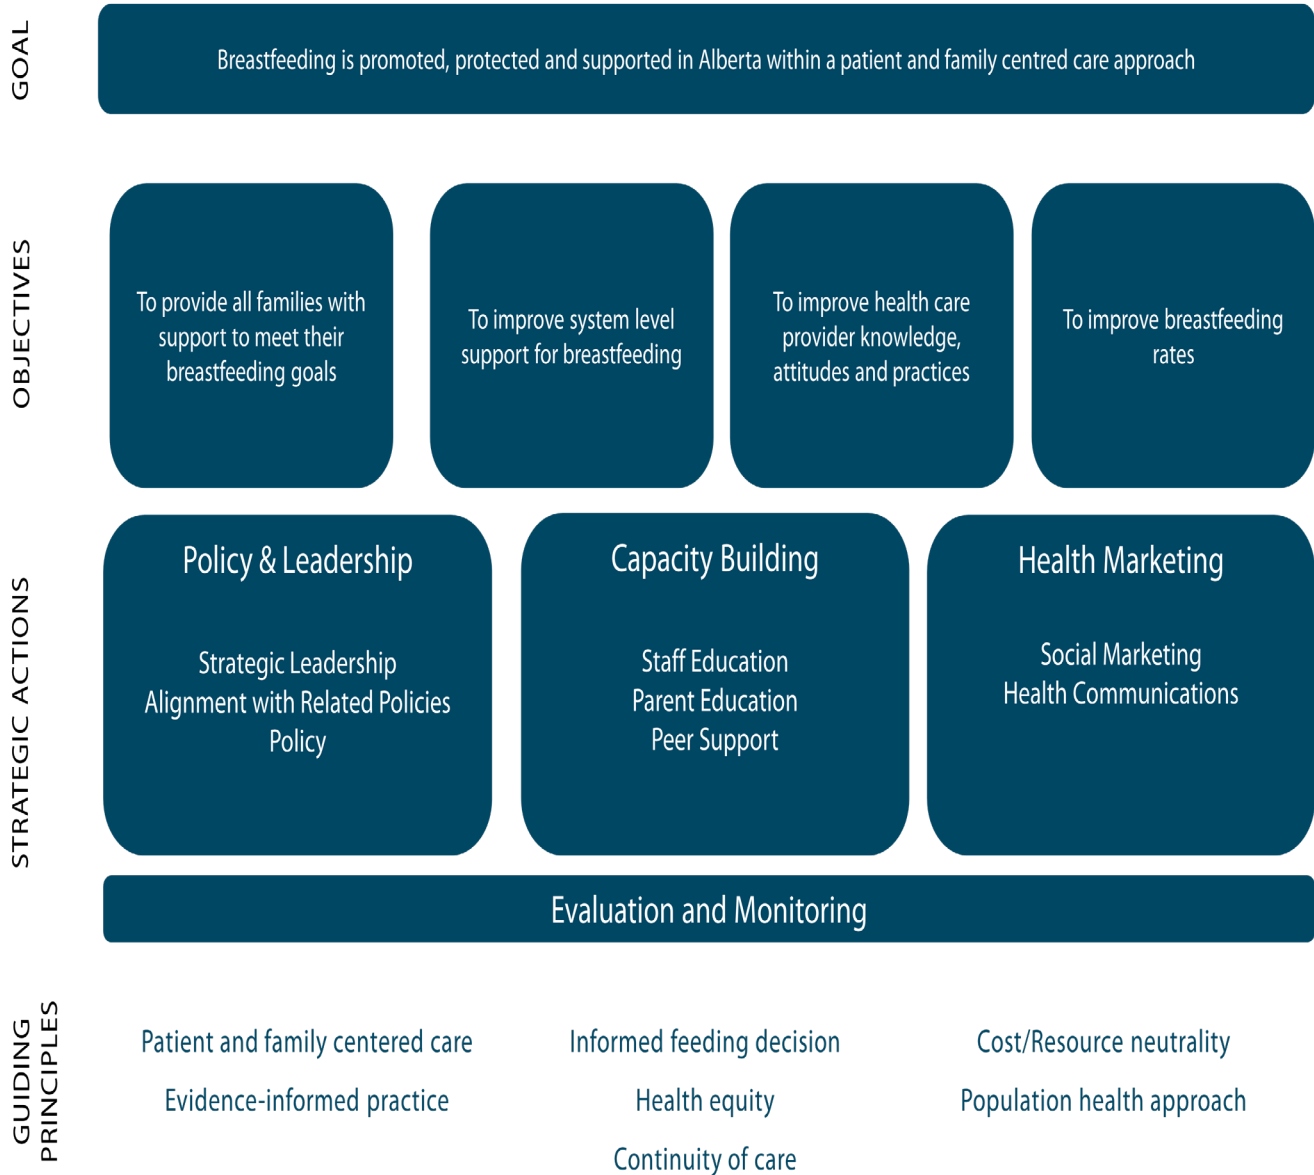 GOAL
Breastfeeding is promoted, protected and supported in Alberta within a patient and family centred care approach
OBJECTIVES
To provide all families with
support to meet their
breastfeeding goals
To improve system level
support for breastfeeding
To improve health care
provider knowledge,
attitudes and practices
To improve breastfeeding
rates
STRATEGIC ACTIONS
Policy & Leadership
Strategic Leadership
Alignment with Related Policies
Policy
Capacity Building
Staff Education
Parent Education
Peer Support
Health Marketing
Social Marketing
Health Communications
Evaluation and Monitoring
GUIDING
PRINCIPLES
Patient and family centered care
Evidence-informed practice
Informed feeding decision
Health equity
Continuity of care
Cost/Resource neutrality
Population health approach